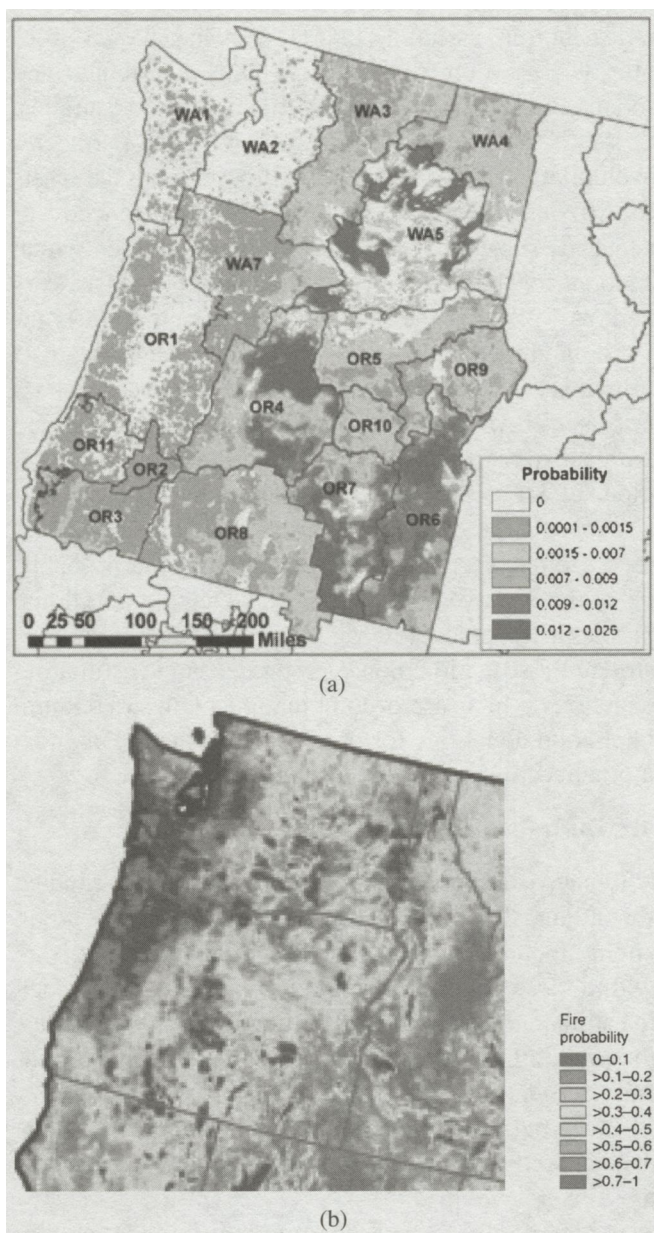 WA1
WA2
WA3
WA4
WA5
WA7
OR1
OR5
OR9
OR4
OR10
OR11
OR2
OR7
OR6
OR3
OR8
Probability
0
0.0001 - 0.0015
0.0015 - 0.007
0.007 - 0.009
0.009 - 0.012
0.012 - 0.026
0 25 50 100 150 200
Miles
(a)
Fire
probability
0–0.1
>0.1–0.2
>0.2–0.3
>0.3–0.4
>0.4–0.5
>0.5–0.6
>0.6–0.7
>0.7–1
(b)